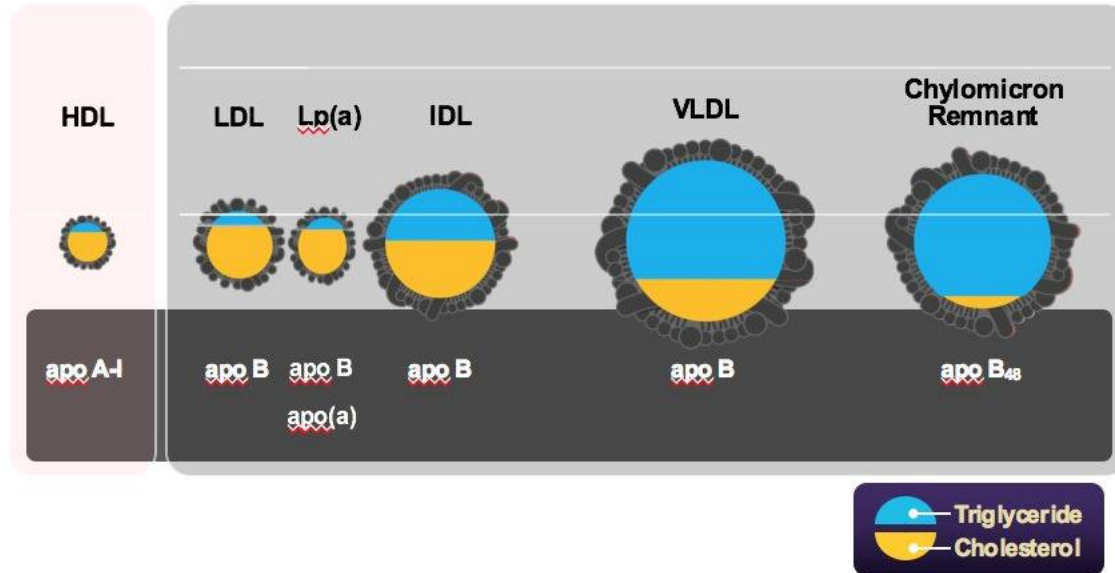 HDL
LDL
Lp(a)
IDL
VLDL
Chylomicron
Remnant
apo A-I
apo B
apo B
apo(a)
apo B
apo B
apo B₄₈
Triglyceride
Cholesterol